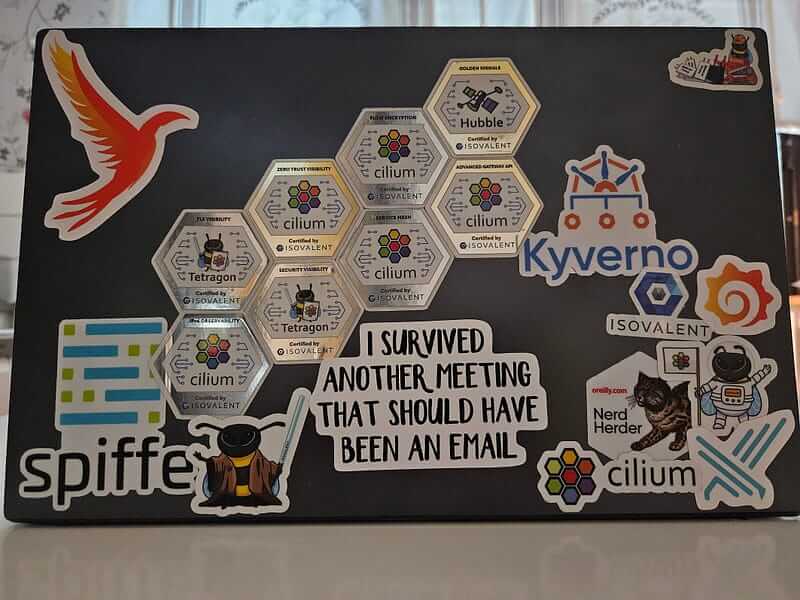 GOLDEN SIGNALS
Hubble
Certified by
ISOVALENT
FLOW ENCRYPTION
cilium
Certified by
ISOVALENT
ADVANCED GATEWAY API
cilium
Certified by
ISOVALENT
ZERO TRUST VISIBILITY
cilium
Certified by
ISOVALENT
SERVICE MESH
cilium
Certified by
ISOVALENT
TLS VISIBILITY
Tetragon
Certified by
ISOVALENT
SECURITY VISIBILITY
Tetragon
Certified by
ISOVALENT
IPv6 OBSERVABILITY
cilium
Certified by
ISOVALENT
Kyverno
ISOVALENT
I SURVIVED
ANOTHER MEETING
THAT SHOULD HAVE
BEEN AN EMAIL
oreilly.com
Nerd
Herder
spiffe
cilium